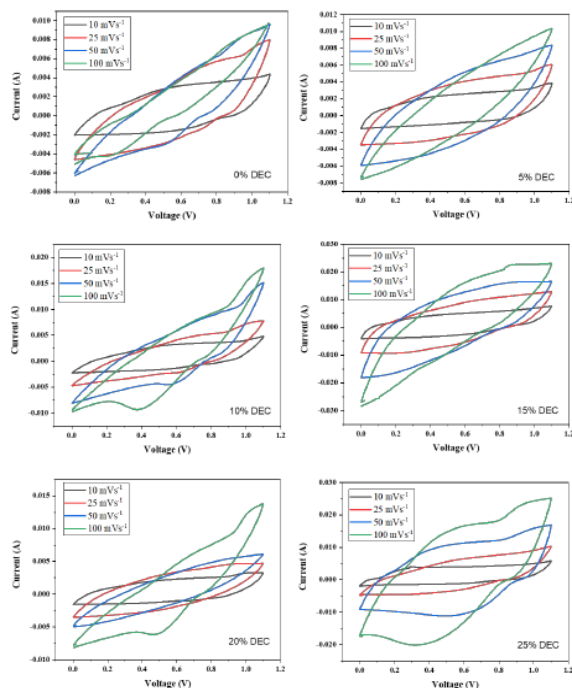 0.010
0.008
0.006
0.004
0.002
0.000
-0.002
-0.004
-0.006
-0.008
Current (A)
10 mVs⁻¹
25 mVs⁻¹
50 mVs⁻¹
100 mVs⁻¹
0% DEC
0.0 0.2 0.4 0.6 0.8 1.0 1.2
Voltage (V)
0.012
0.008
0.004
0.000
-0.004
-0.008
Current (A)
10 mVs⁻¹
25 mVs⁻¹
50 mVs⁻¹
100 mVs⁻¹
5% DEC
0.0 0.2 0.4 0.6 0.8 1.0 1.2
Voltage (V)
0.020
0.015
0.010
0.005
0.000
-0.005
-0.010
Current (A)
10 mVs⁻¹
25 mVs⁻¹
50 mVs⁻¹
100 mVs⁻¹
10% DEC
0.0 0.2 0.4 0.6 0.8 1.0 1.2
Voltage (V)
0.030
0.020
0.010
0.000
-0.010
-0.020
Current (A)
10 mVs⁻¹
25 mVs⁻¹
50 mVs⁻¹
100 mVs⁻¹
15% DEC
0.0 0.2 0.4 0.6 0.8 1.0 1.2
Voltage (V)
0.015
0.010
0.005
0.000
-0.005
-0.010
Current (A)
10 mVs⁻¹
25 mVs⁻¹
50 mVs⁻¹
100 mVs⁻¹
20% DEC
0.0 0.2 0.4 0.6 0.8 1.0 1.2
Voltage (V)
0.030
0.020
0.010
0.000
-0.010
-0.020
Current (A)
10 mVs⁻¹
25 mVs⁻¹
50 mVs⁻¹
100 mVs⁻¹
25% DEC
0.0 0.2 0.4 0.6 0.8 1.0 1.2
Voltage (V)